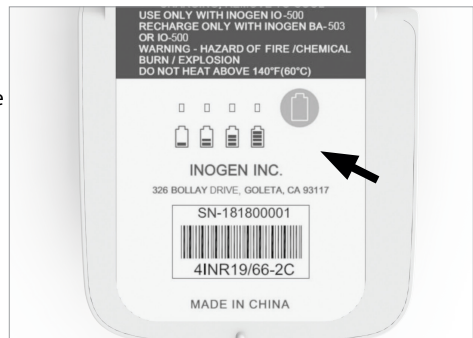 USE ONLY WITH INOGEN IO-500
RECHARGE ONLY WITH INOGEN BA-503
OR IO-500
WARNING - HAZARD OF FIRE /CHEMICAL
BURN / EXPLOSION
DO NOT HEAT ABOVE 140°F(60°C)
INOGEN INC.
326 BOLLAY DRIVE, GOLETA, CA 93117
SN-181800001
4INR19/66-2C
MADE IN CHINA